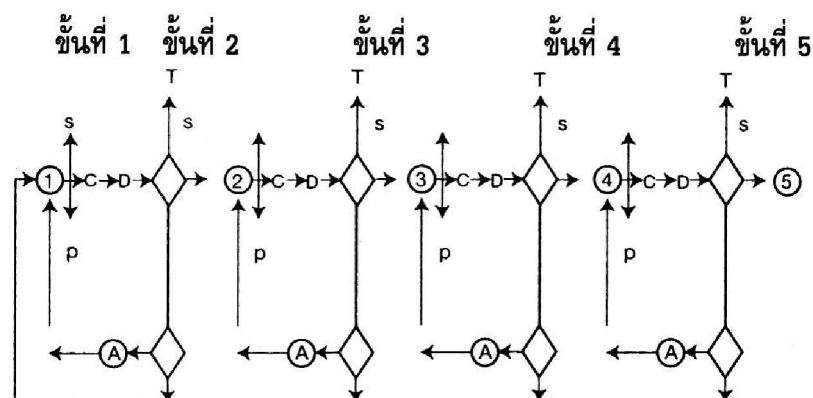 ขั้นที่ 1 ขั้นที่ 2 ขั้นที่ 3 ขั้นที่ 4 ขั้นที่ 5
T T T T
s s s s s
1 C D 2 C D 3 C D 4 C D 5
p p p p
A A A A